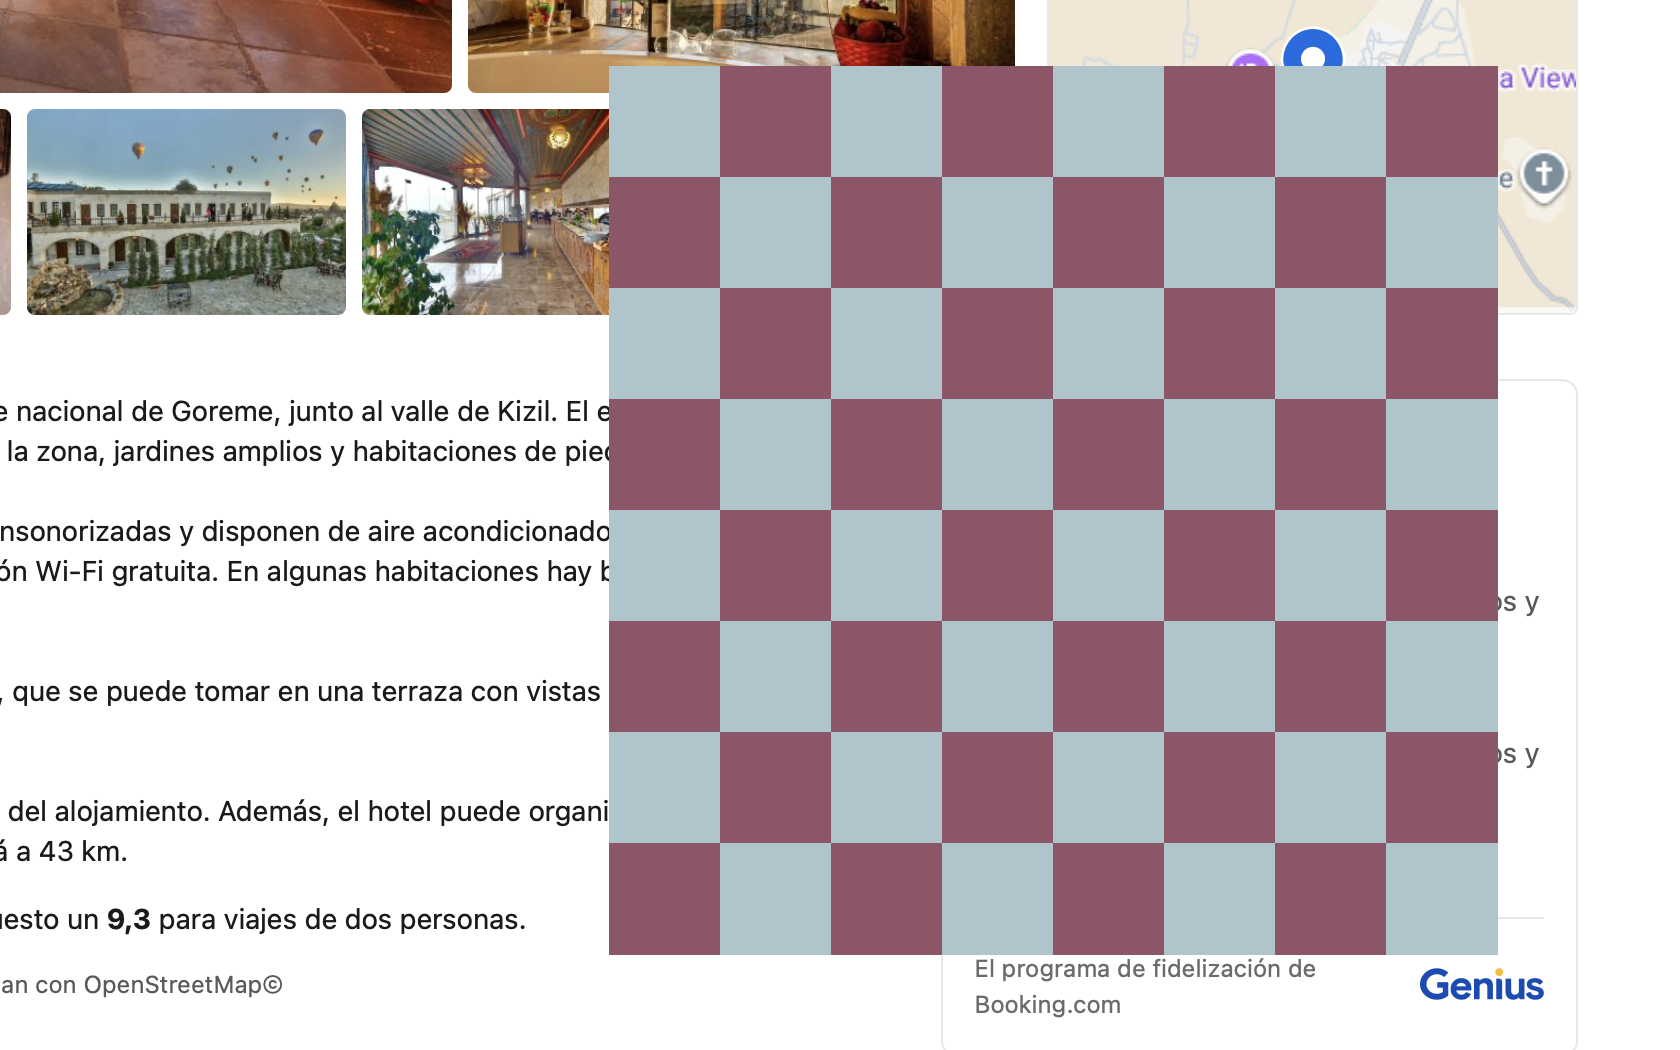 a View
e
e nacional de Goreme, junto al valle de Kizil. El e
la zona, jardines amplios y habitaciones de pied
nsonorizadas y disponen de aire acondicionado
ón Wi-Fi gratuita. En algunas habitaciones hay b
os y
, que se puede tomar en una terraza con vistas
os y
del alojamiento. Además, el hotel puede organi
á a 43 km.
uesto un 9,3 para viajes de dos personas.
an con OpenStreetMap©
El programa de fidelización de
Booking.com
Genius